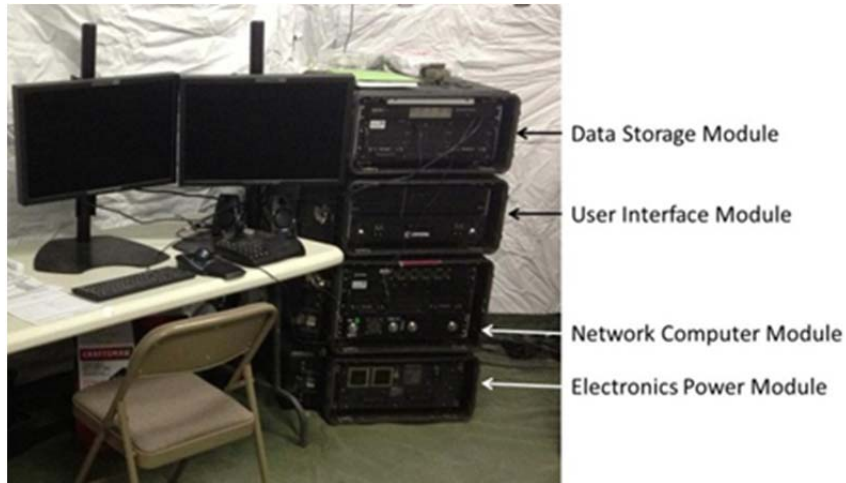 Data Storage Module
User Interface Module
Network Computer Module
Electronics Power Module
CRAFTSMAN